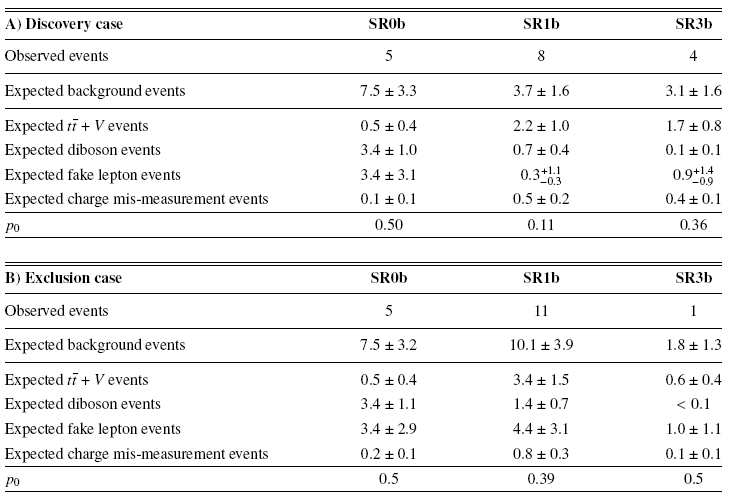 A) Discovery case SR0b SR1b SR3b
Observed events 5 8 4
Expected background events 7.5 ± 3.3 3.7 ± 1.6 3.1 ± 1.6
Expected tt̄ + V events 0.5 ± 0.4 2.2 ± 1.0 1.7 ± 0.8
Expected diboson events 3.4 ± 1.0 0.7 ± 0.4 0.1 ± 0.1
Expected fake lepton events 3.4 ± 3.1 0.3+1.1−0.3 0.9+1.4−0.9
Expected charge mis-measurement events 0.1 ± 0.1 0.5 ± 0.2 0.4 ± 0.1
p0 0.50 0.11 0.36
B) Exclusion case SR0b SR1b SR3b
Observed events 5 11 1
Expected background events 7.5 ± 3.2 10.1 ± 3.9 1.8 ± 1.3
Expected tt̄ + V events 0.5 ± 0.4 3.4 ± 1.5 0.6 ± 0.4
Expected diboson events 3.4 ± 1.1 1.4 ± 0.7 < 0.1
Expected fake lepton events 3.4 ± 2.9 4.4 ± 3.1 1.0 ± 1.1
Expected charge mis-measurement events 0.2 ± 0.1 0.8 ± 0.3 0.1 ± 0.1
p0 0.5 0.39 0.5